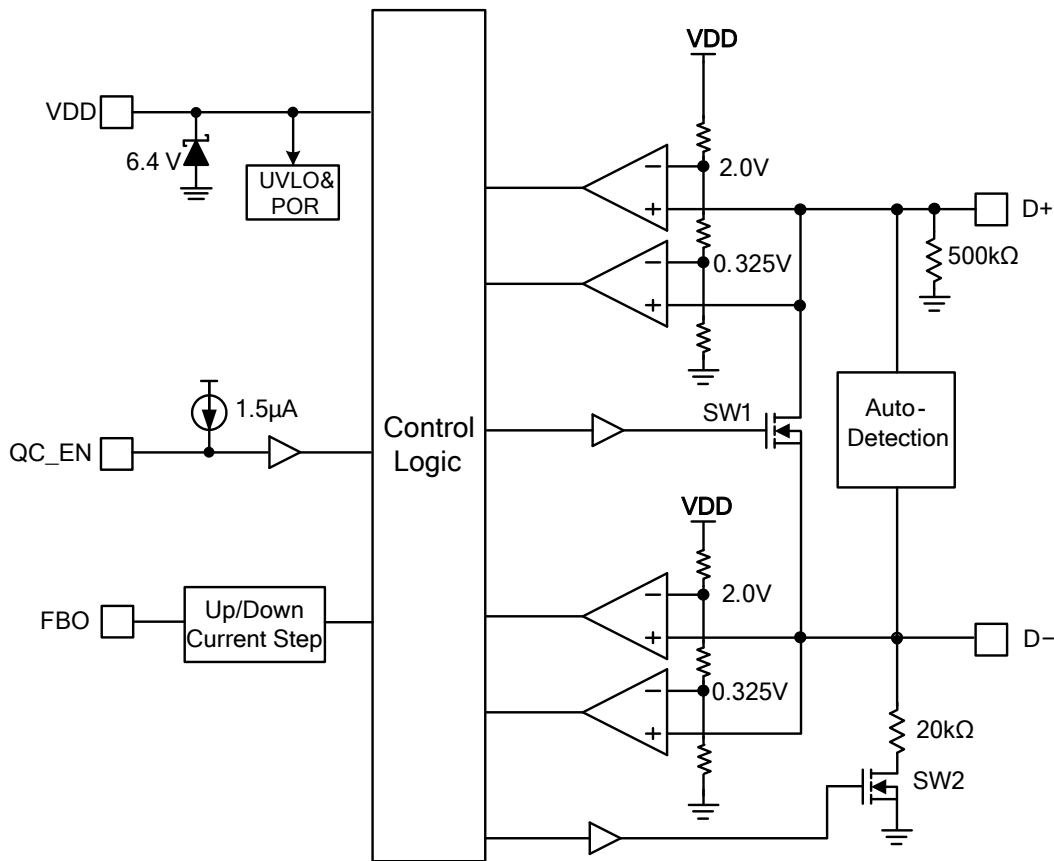 VDD
VDD
6.4 V
UVLO&
POR
−
2.0V
+
D+
−
0.325V
+
500kΩ
1.5µA
QC_EN
Control
Logic
SW1
Auto-
Detection
VDD
FBO
Up/Down
Current Step
−
2.0V
+
D−
−
0.325V
+
20kΩ
SW2